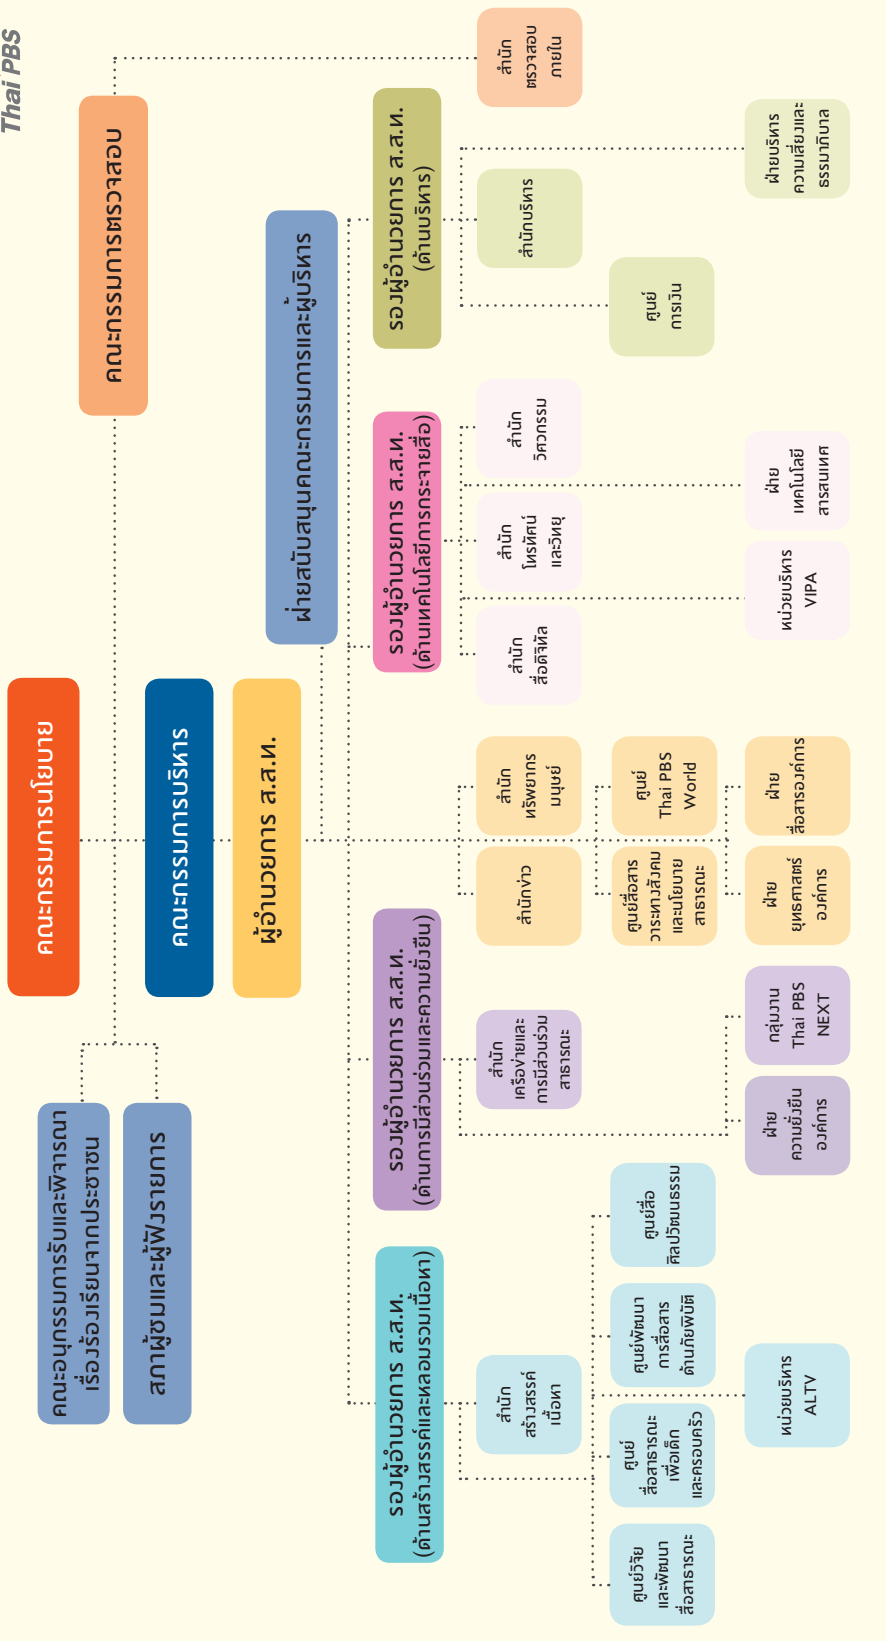 Thai PBS
คณะกรรมการนโยบาย
คณะอนุกรรมการรับและพิจารณา
เรื่องร้องเรียนจากประชาชน
สภาผู้ชมและผู้ฟังรายการ
คณะกรรมการตรวจสอบ
คณะกรรมการบริหาร
ผู้อำนวยการ ส.ส.ท.
ฝ่ายสนับสนุนคณะกรรมการและผู้บริหาร
รองผู้อำนวยการ ส.ส.ท.
(ด้านสร้างสรรค์และหลอมรวมเนื้อหา)
รองผู้อำนวยการ ส.ส.ท.
(ด้านการมีส่วนร่วมและความยั่งยืน)
รองผู้อำนวยการ ส.ส.ท.
(ด้านเทคโนโลยีการกระจายสื่อ)
รองผู้อำนวยการ ส.ส.ท.
(ด้านบริหาร)
สำนัก
สร้างสรรค์
เนื้อหา
สำนัก
เครือข่ายและ
การมีส่วนร่วม
สาธารณะ
สำนักข่าว
สำนัก
ทรัพยากร
มนุษย์
สำนัก
สื่อดิจิทัล
สำนัก
โทรทัศน์
และวิทยุ
สำนัก
วิศวกรรม
สำนักบริหาร
สำนัก
ตรวจสอบ
ภายใน
ศูนย์วิจัย
และพัฒนา
สื่อสาธารณะ
ศูนย์
สื่อสาธารณะ
เพื่อเด็ก
และครอบครัว
ศูนย์พัฒนา
การสื่อสาร
ด้านภัยพิบัติ
ศูนย์สื่อ
ศิลปวัฒนธรรม
ศูนย์สื่อสาร
วาระทางสังคม
และนโยบาย
สาธารณะ
ศูนย์
Thai PBS
World
ศูนย์
การเงิน
หน่วยบริหาร
ALTV
ฝ่าย
ความยั่งยืน
องค์การ
กลุ่มงาน
Thai PBS
NEXT
ฝ่าย
ยุทธศาสตร์
องค์การ
ฝ่าย
สื่อสารองค์การ
หน่วยบริหาร
VIPA
ฝ่าย
เทคโนโลยี
สารสนเทศ
ฝ่ายบริหาร
ความเสี่ยงและ
ธรรมาภิบาล